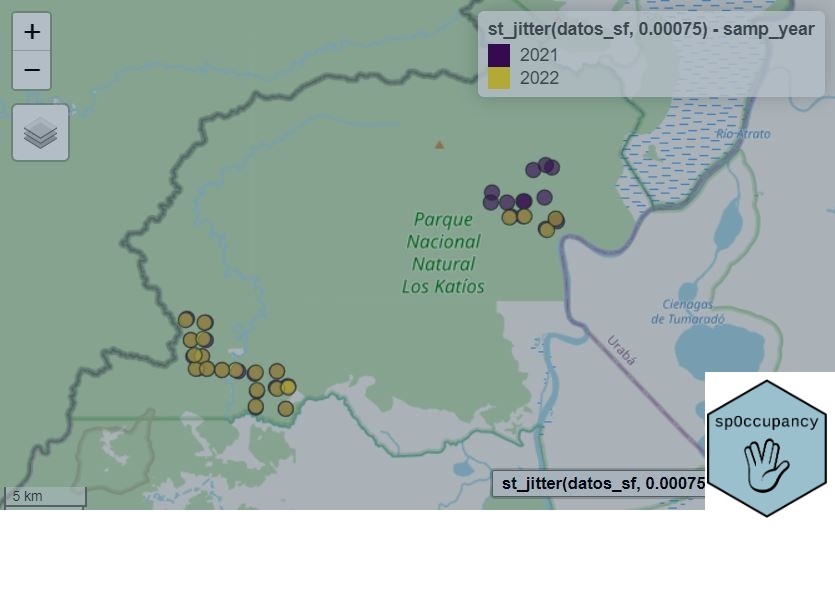 +
−
st_jitter(datos_sf, 0.00075) - samp_year
2021
2022
Río Atrato
Parque
Nacional
Natural
Los Katíos
Cienagas
de Tumaradó
Urabá
spOccupancy
st_jitter(datos_sf, 0.00075
5 km